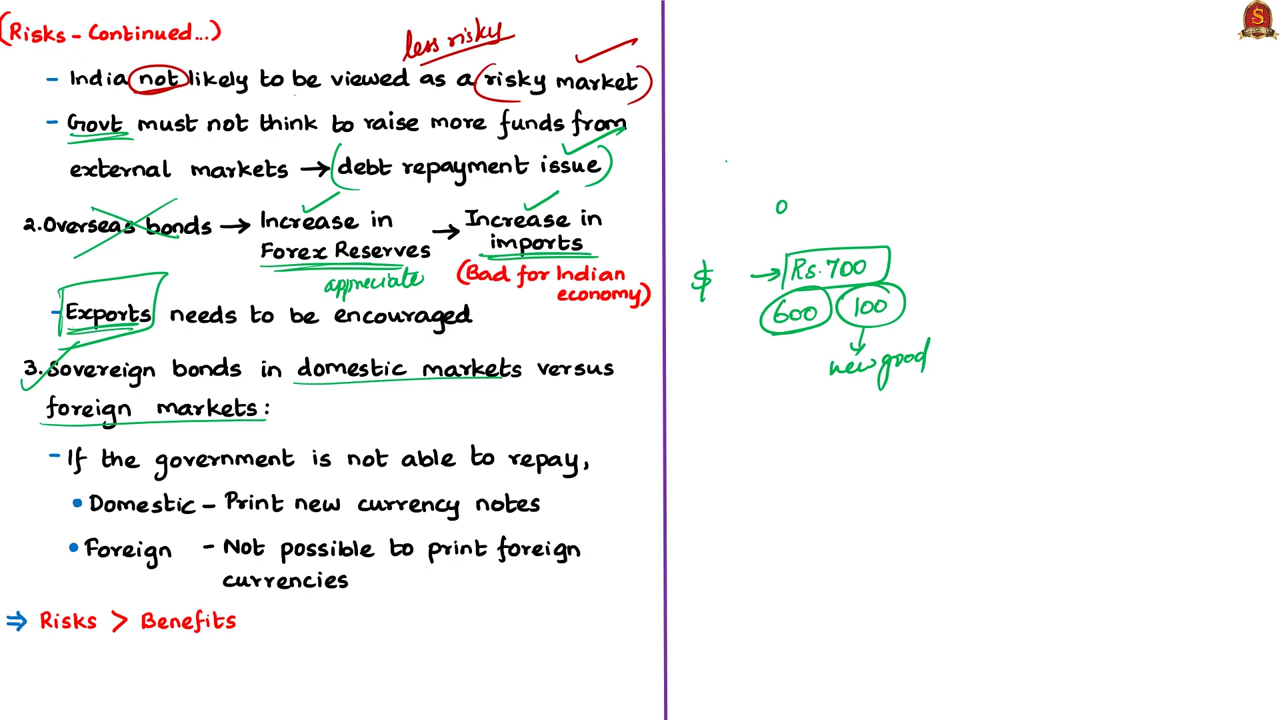 (Risks - Continued...)
less risky
- India not likely to be viewed as a (risky market)
- Govt must not think to raise more funds from
external markets → (debt repayment issue)
2. Overseas bonds → Increase in
Forex Reserves → Increase in
imports
appreciate
(Bad for Indian
economy)
- Exports needs to be encouraged
3. Sovereign bonds in domestic markets versus
foreign markets:
- If the government is not able to repay,
• Domestic - Print new currency notes
• Foreign - Not possible to print foreign
currencies
⇒ Risks > Benefits
0
$ → Rs.700
600 100
new good
S